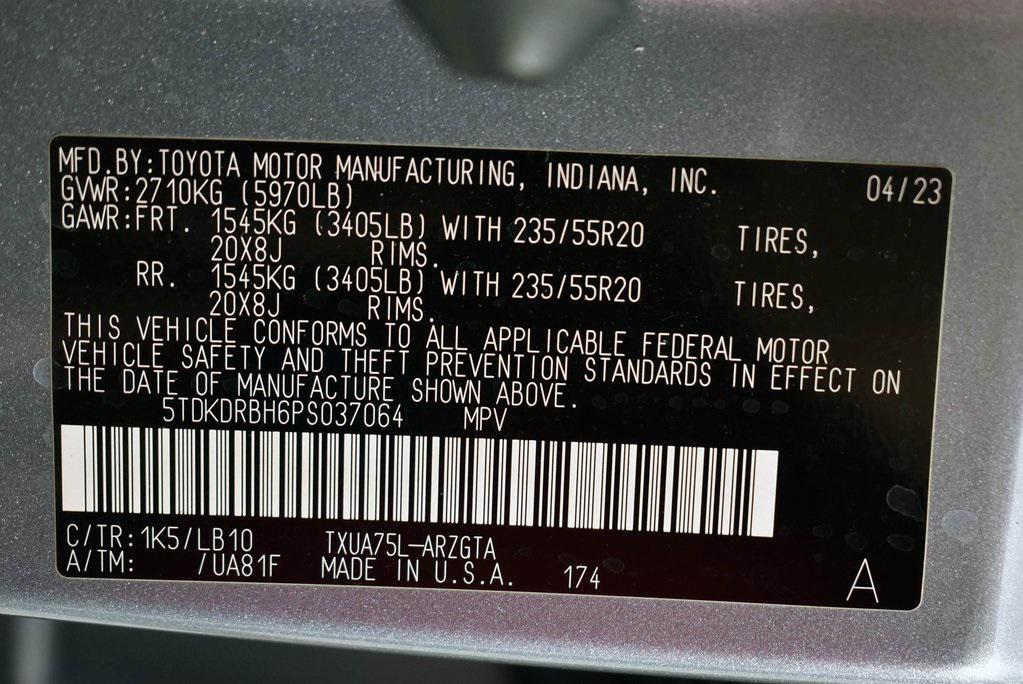 MFD.BY:TOYOTA MOTOR MANUFACTURING, INDIANA, INC. 04/23
GVWR:2710KG (5970LB)
GAWR:FRT. 1545KG (3405LB) WITH 235/55R20 TIRES,
20X8J RIMS.
RR. 1545KG (3405LB) WITH 235/55R20 TIRES,
20X8J RIMS.
THIS VEHICLE CONFORMS TO ALL APPLICABLE FEDERAL MOTOR
VEHICLE SAFETY AND THEFT PREVENTION STANDARDS IN EFFECT ON
THE DATE OF MANUFACTURE SHOWN ABOVE.
5TDKDRBH6PS037064 MPV
C/TR:1K5/LB10 TXUA75L-ARZGTA
A/TM: /UA81F MADE IN U.S.A. 174 A